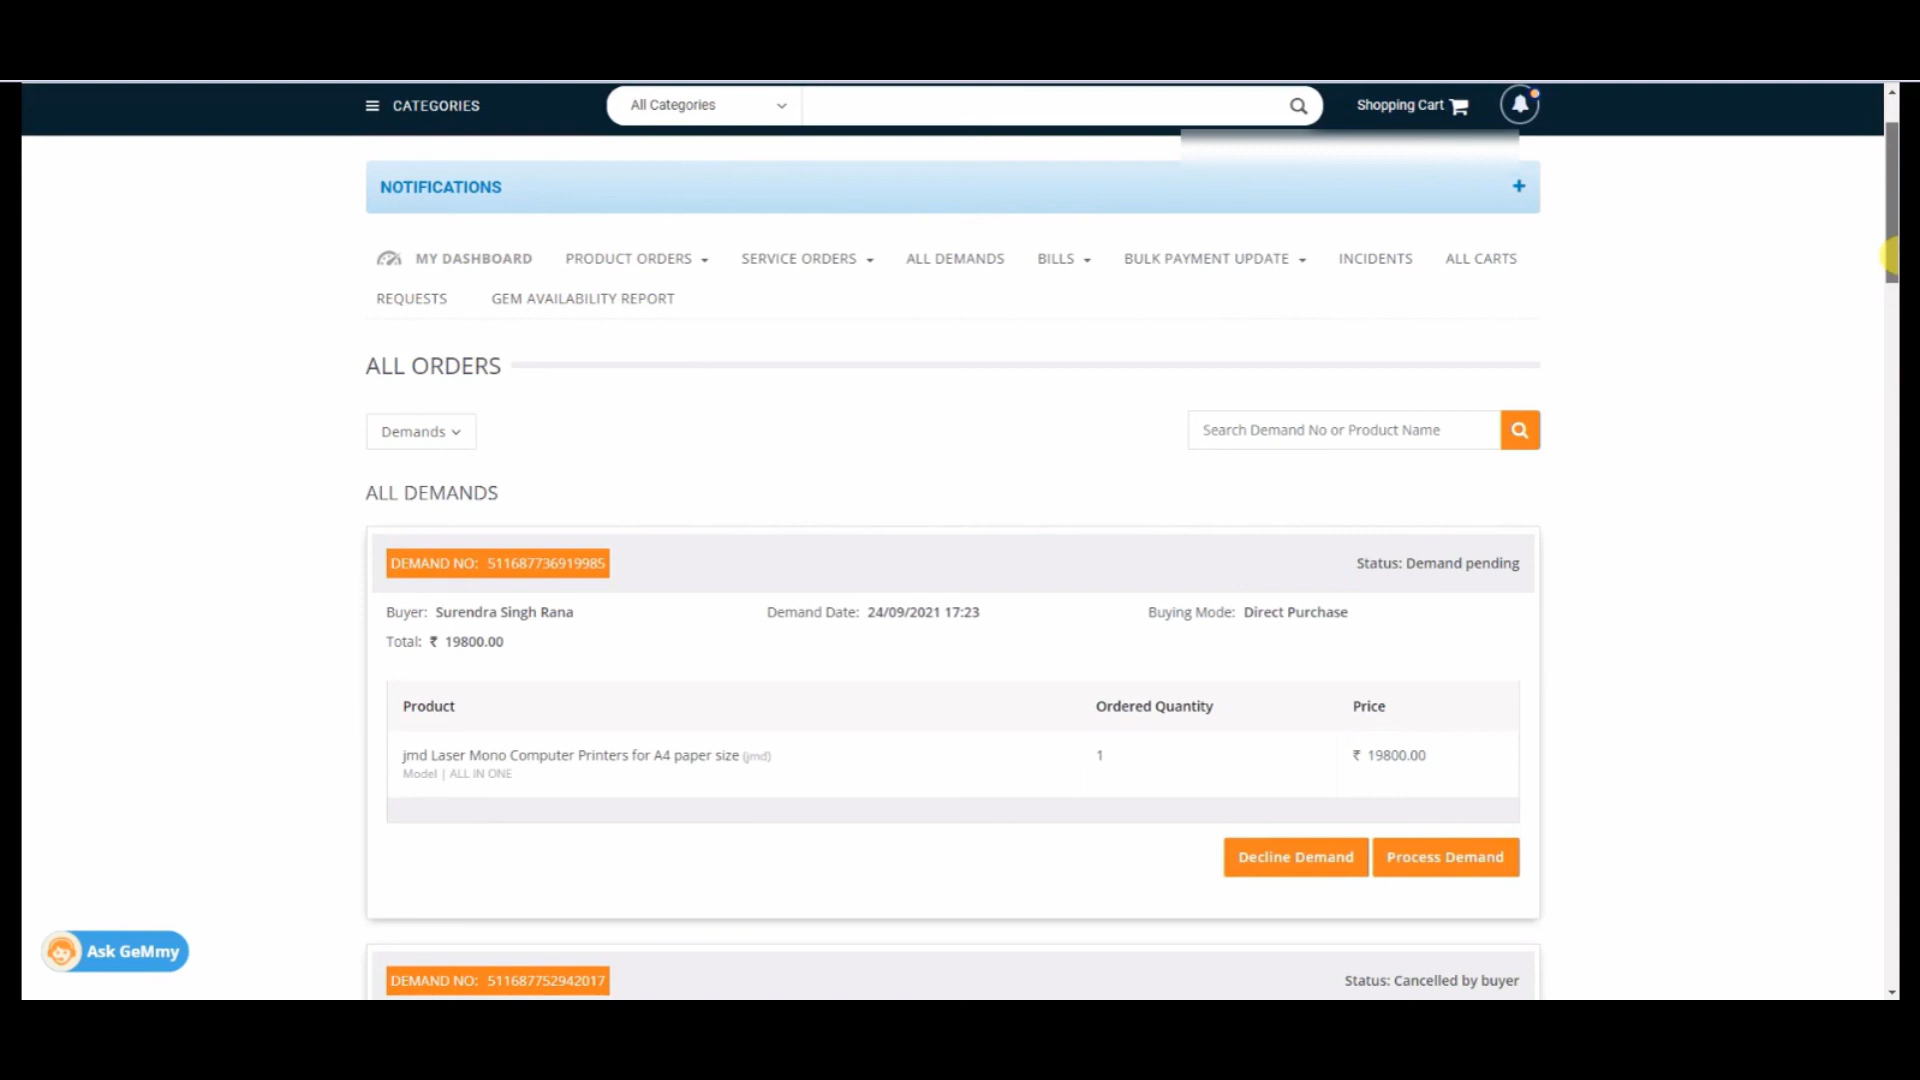 CATEGORIES All Categories Shopping Cart
NOTIFICATIONS +
MY DASHBOARD PRODUCT ORDERS SERVICE ORDERS ALL DEMANDS BILLS BULK PAYMENT UPDATE INCIDENTS ALL CARTS
REQUESTS GEM AVAILABILITY REPORT
ALL ORDERS
Demands Search Demand No or Product Name
ALL DEMANDS
DEMAND NO: 511687736919985 Status: Demand pending
Buyer: Surendra Singh Rana Demand Date: 24/09/2021 17:23 Buying Mode: Direct Purchase
Total: ₹ 19800.00
Product Ordered Quantity Price
jmd Laser Mono Computer Printers for A4 paper size (jmd) 1 ₹ 19800.00
Model | ALL IN ONE
Decline Demand Process Demand
Ask GeMmy
DEMAND NO: 511687752942017 Status: Cancelled by buyer